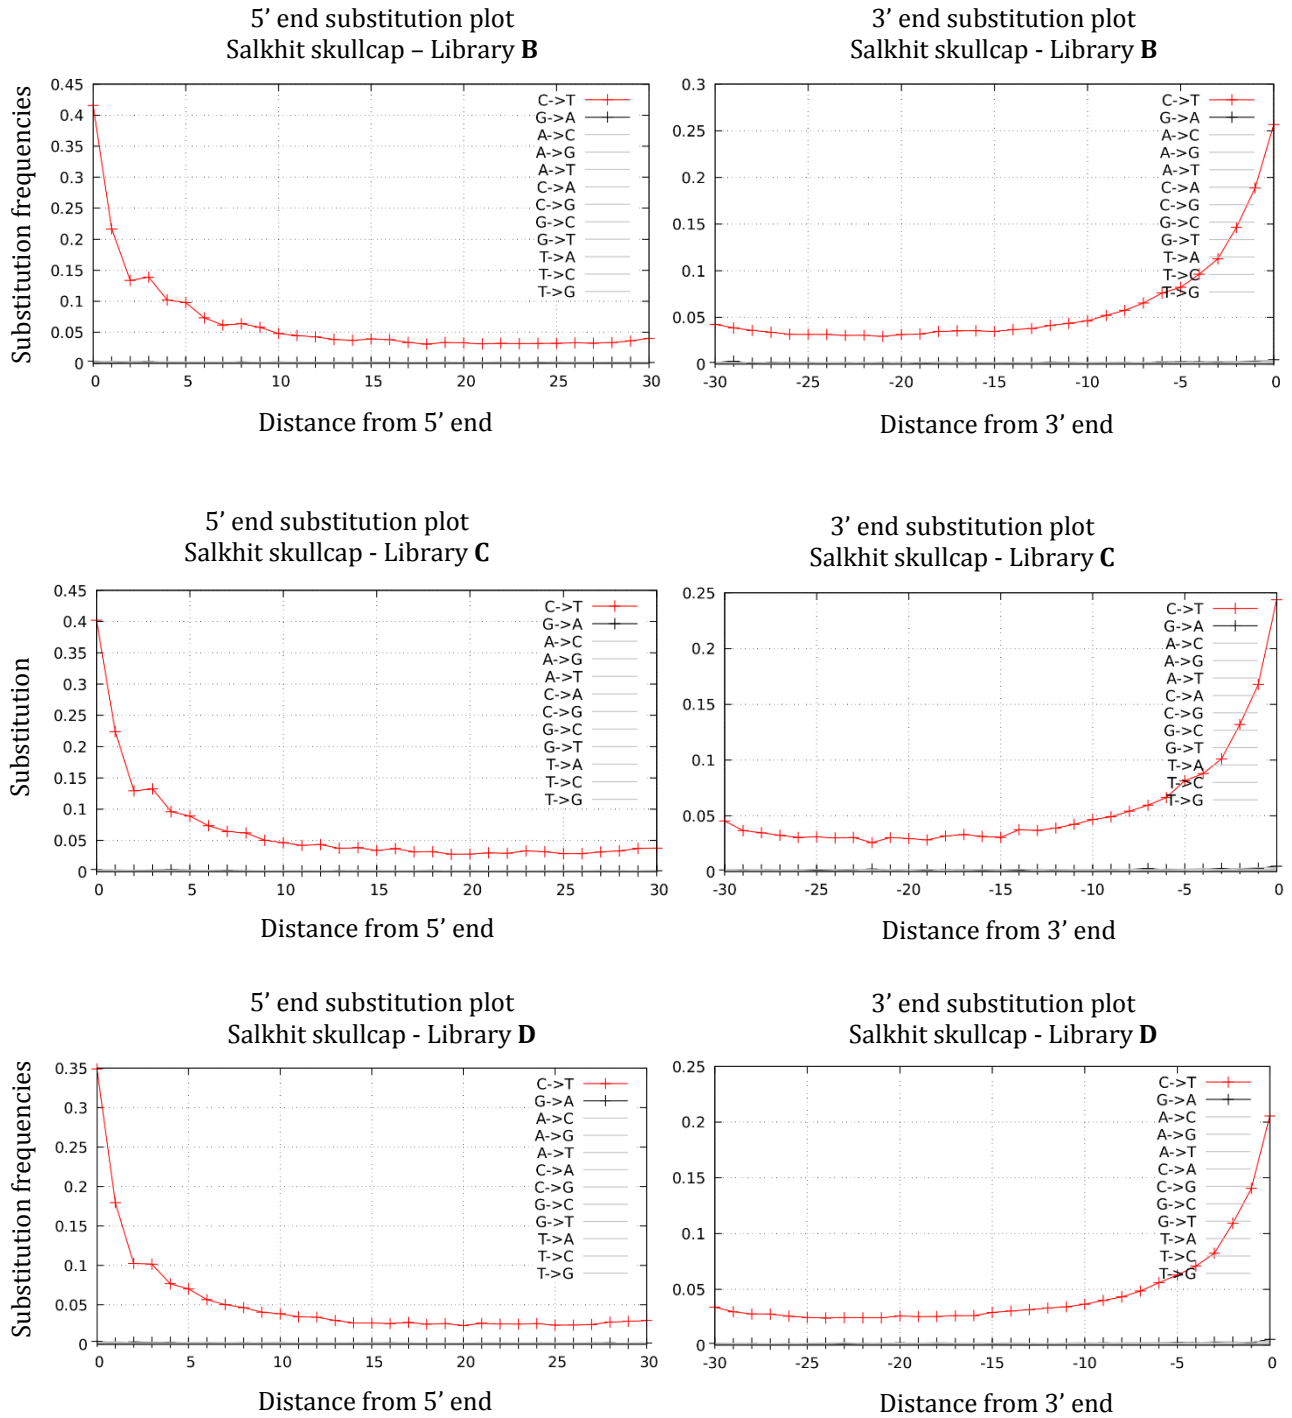 5’ end substitution plot
Salkhit skullcap – Library B
Substitution frequencies
0.45
0.4
0.35
0.3
0.25
0.2
0.15
0.1
0.05
0
C->T
G->A
A->C
A->G
A->T
C->A
C->G
G->C
G->T
T->A
T->C
T->G
0 5 10 15 20 25 30
Distance from 5’ end
3’ end substitution plot
Salkhit skullcap - Library B
0.3
0.25
0.2
0.15
0.1
0.05
0
C->T
G->A
A->C
A->G
A->T
C->A
C->G
G->C
G->T
T->A
T->C
T->G
-30 -25 -20 -15 -10 -5 0
Distance from 3’ end
5’ end substitution plot
Salkhit skullcap - Library C
Substitution
0.45
0.4
0.35
0.3
0.25
0.2
0.15
0.1
0.05
0
C->T
G->A
A->C
A->G
A->T
C->A
C->G
G->C
G->T
T->A
T->C
T->G
0 5 10 15 20 25 30
Distance from 5’ end
3’ end substitution plot
Salkhit skullcap - Library C
0.25
0.2
0.15
0.1
0.05
0
C->T
G->A
A->C
A->G
A->T
C->A
C->G
G->C
G->T
T->A
T->C
T->G
-30 -25 -20 -15 -10 -5 0
Distance from 3’ end
5’ end substitution plot
Salkhit skullcap - Library D
Substitution frequencies
0.35
0.3
0.25
0.2
0.15
0.1
0.05
0
C->T
G->A
A->C
A->G
A->T
C->A
C->G
G->C
G->T
T->A
T->C
T->G
0 5 10 15 20 25 30
Distance from 5’ end
3’ end substitution plot
Salkhit skullcap - Library D
0.25
0.2
0.15
0.1
0.05
0
C->T
G->A
A->C
A->G
A->T
C->A
C->G
G->C
G->T
T->A
T->C
T->G
-30 -25 -20 -15 -10 -5 0
Distance from 3’ end